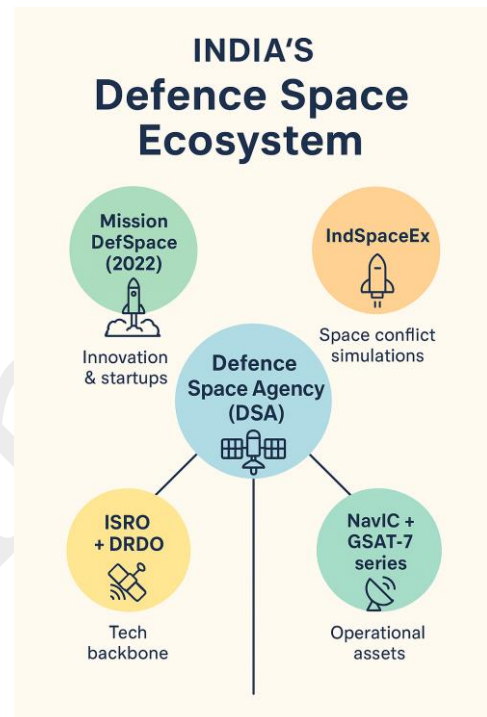 INDIA'S
Defence Space
Ecosystem
Mission
DefSpace
(2022)
Innovation
& startups
IndSpaceEx
Space conflict
simulations
Defence
Space Agency
(DSA)
ISRO
+ DRDO
Tech
backbone
NavIC +
GSAT-7
series
Operational
assets